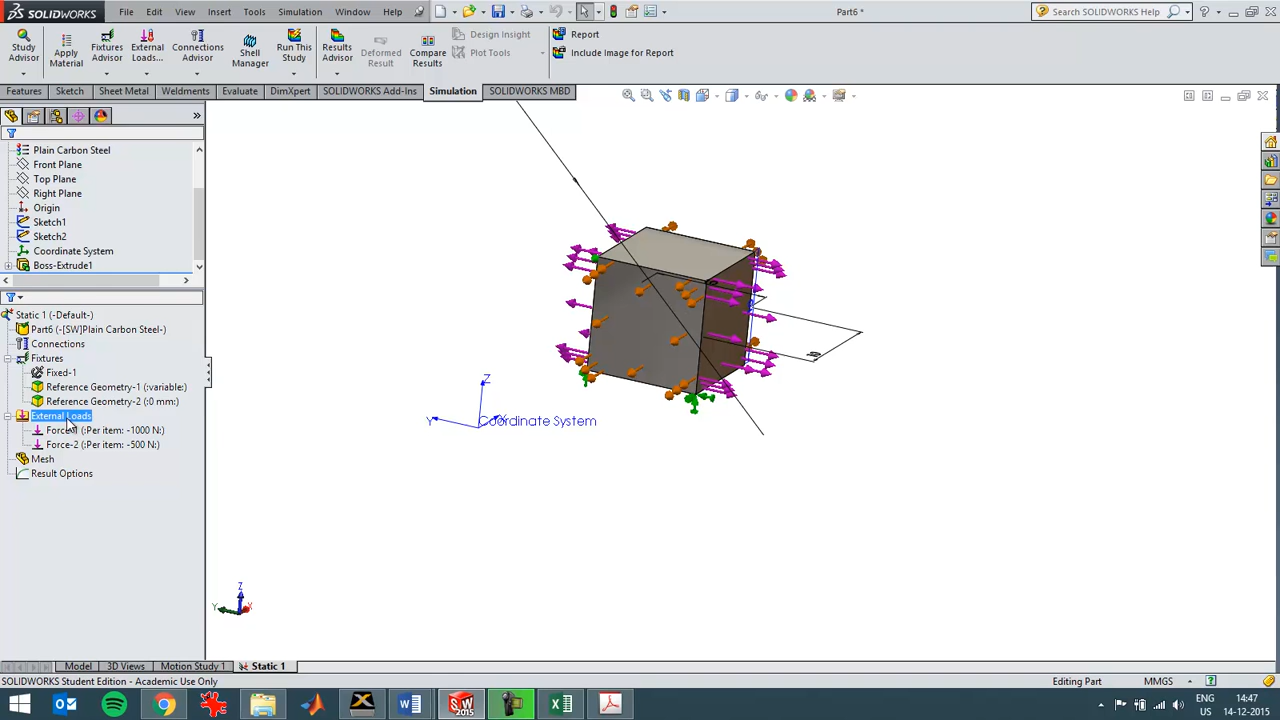 SOLIDWORKS File Edit View Insert Tools Simulation Window Help Part6 * Search SOLIDWORKS Help
Study Advisor
Apply Material
Fixtures Advisor
External Loads...
Connections Advisor
Shell Manager
Run This Study
Results Advisor
Deformed Result
Compare Results
Design Insight
Plot Tools
Report
Include Image for Report
Features Sketch Sheet Metal Weldments Evaluate DimXpert SOLIDWORKS Add-Ins Simulation SOLIDWORKS MBD
Plain Carbon Steel
Front Plane
Top Plane
Right Plane
Origin
Sketch1
Sketch2
Coordinate System
Boss-Extrude1
Static 1 (-Default-)
Part6 (-[SW]Plain Carbon Steel-)
Connections
Fixtures
Fixed-1
Reference Geometry-1 (:variable:)
Reference Geometry-2 (:0 mm:)
External Loads
Force-1 (:Per item: -1000 N:)
Force-2 (:Per item: -500 N:)
Mesh
Result Options
Z
Y X Coordinate System
Z
Y X
Model 3D Views Motion Study 1 Static 1
SOLIDWORKS Student Edition - Academic Use Only Editing Part MMGS
SW 2015
ENG 14:47
NL 14-12-2015